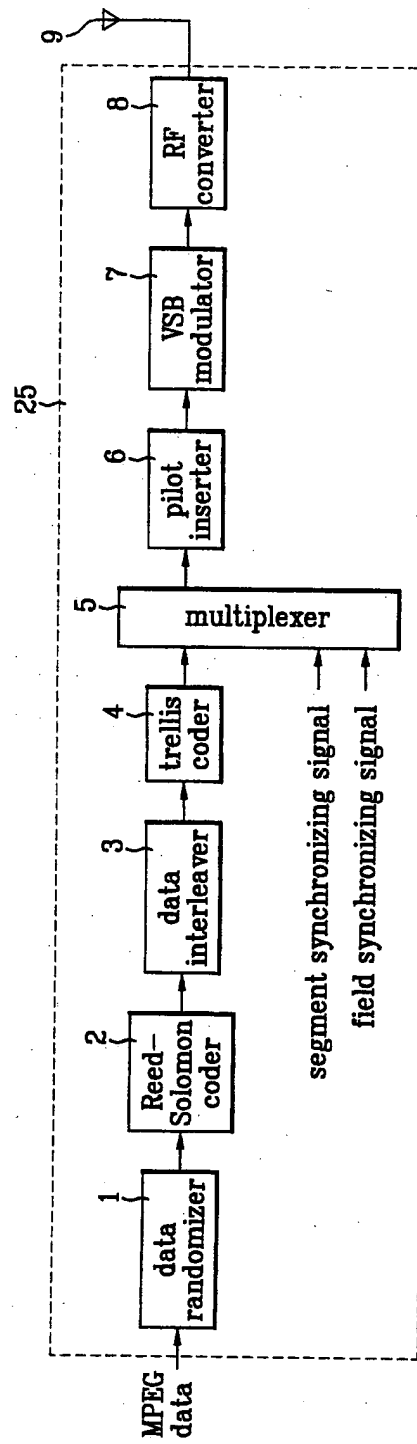 25
MPEG
data
1
data
randomizer
2
Reed-
Solomon
coder
3
data
interleaver
4
trellis
coder
5
multiplexer
segment synchronizing signal
field synchronizing signal
6
pilot
inserter
7
VSB
modulator
8
RF
converter
9